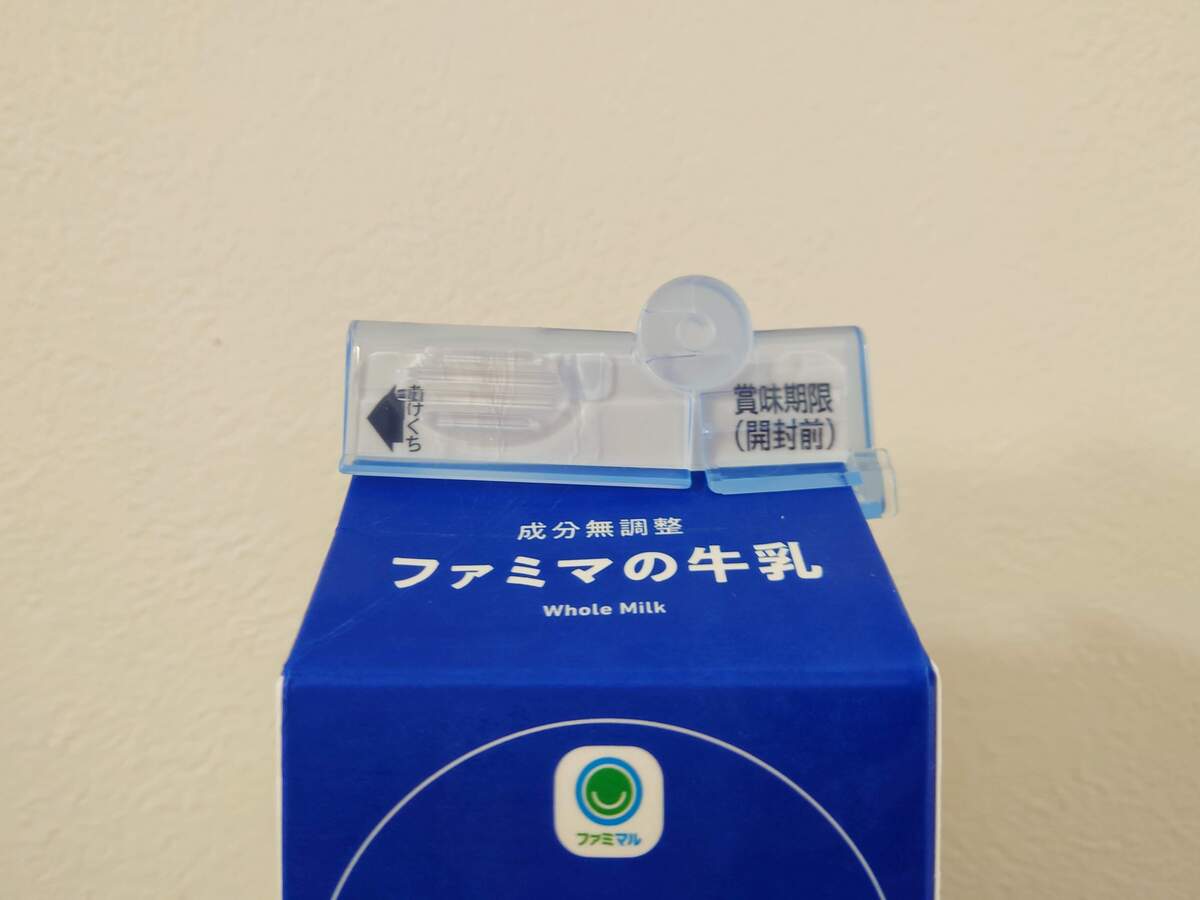 あけくち
賞味期限
(開封前)
成分無調整
ファミマの牛乳
Whole Milk
ファミマル